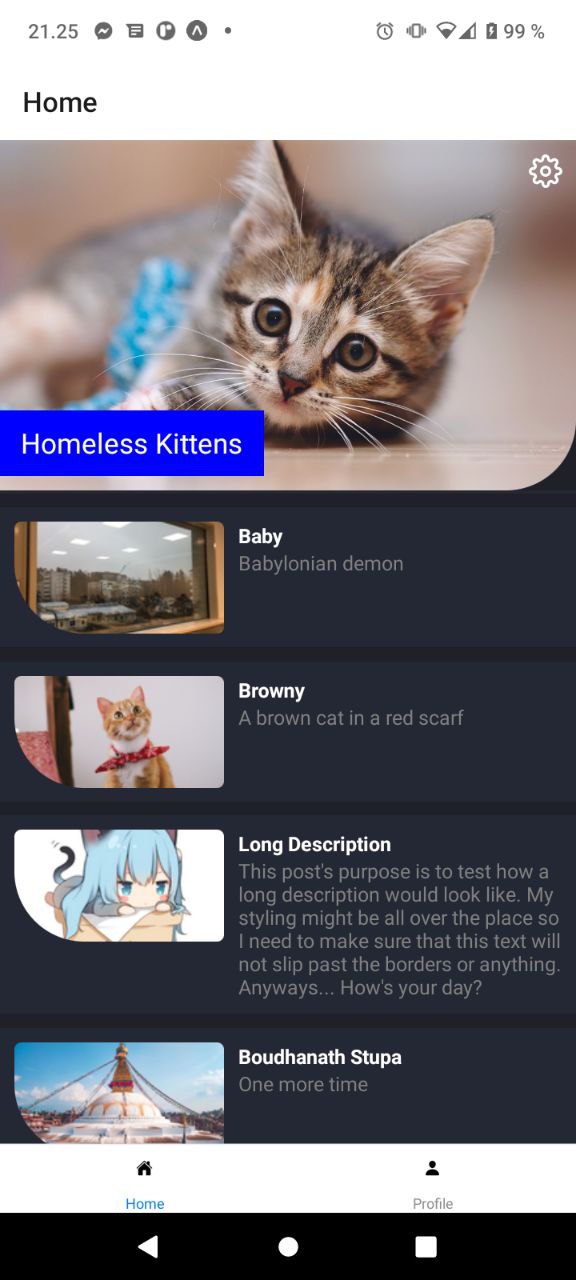 21.25
99 %
Home
Homeless Kittens
Baby
Babylonian demon
Browny
A brown cat in a red scarf
Long Description
This post's purpose is to test how a
long description would look like. My
styling might be all over the place so
I need to make sure that this text will
not slip past the borders or anything.
Anyways... How's your day?
Boudhanath Stupa
One more time
Home
Profile